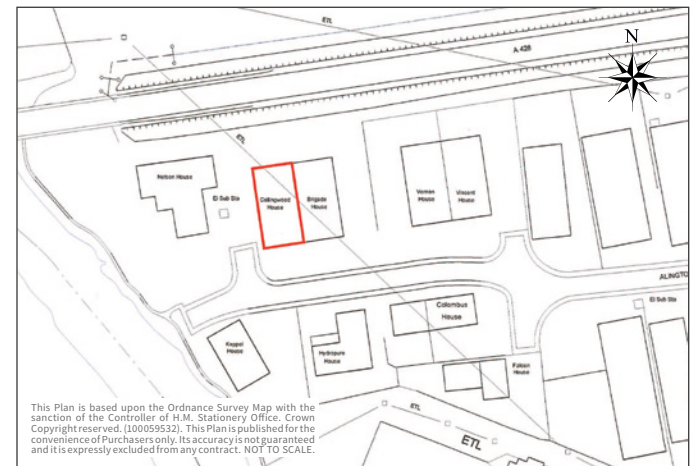 ETL
N
A 428
ETL
Nelson House
El Sub Sta
Collingwood
House
Brigade
House
Vernon
House
Vincent
House
ALINGTO
El Sub Sta
Columbus
House
Keppel
House
Hydropure
House
Falcon
House
ETL
ETL
This Plan is based upon the Ordnance Survey Map with the
sanction of the Controller of H.M. Stationery Office. Crown
Copyright reserved. (100059532). This Plan is published for the
convenience of Purchasers only. Its accuracy is not guaranteed
and it is expressly excluded from any contract. NOT TO SCALE.